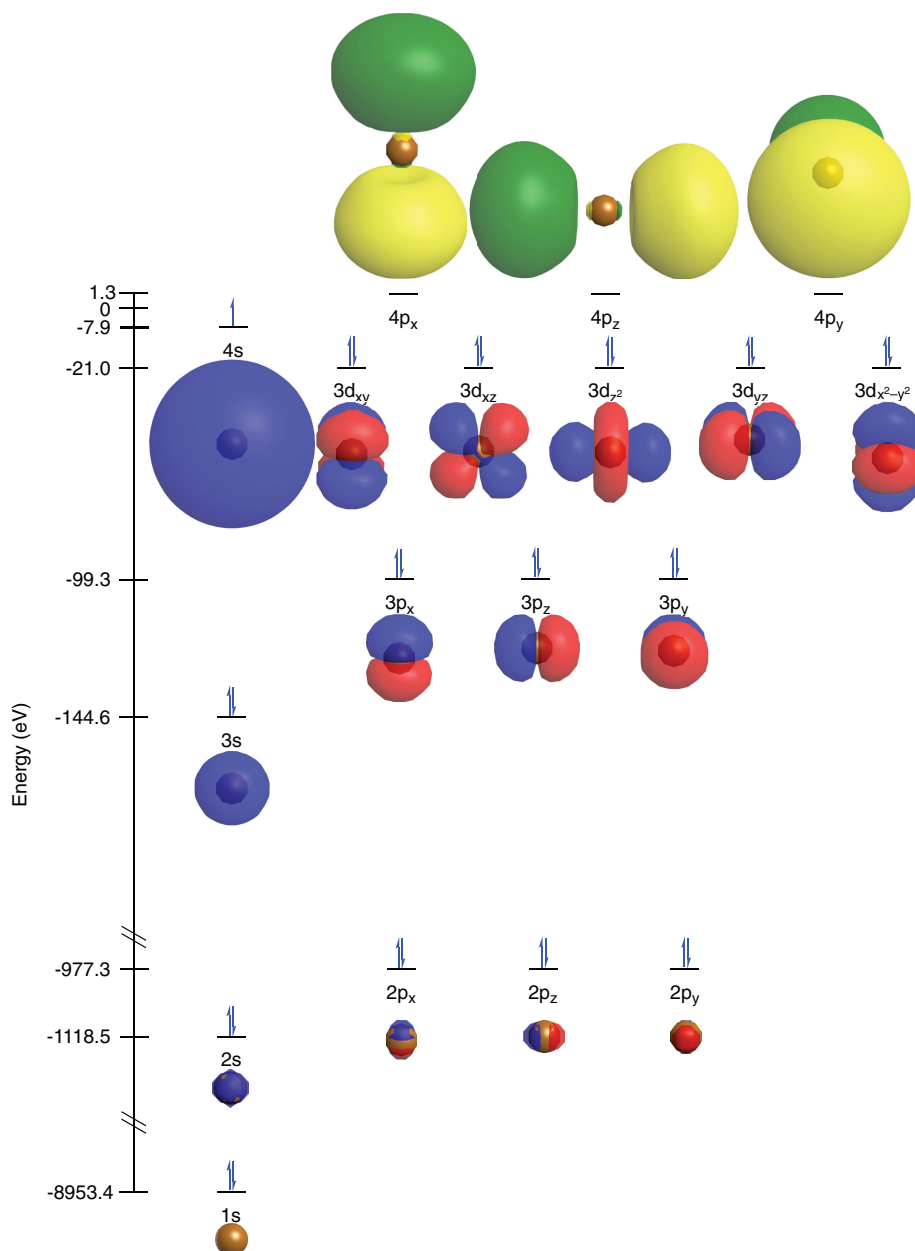 1.3
0
-7.9
4pₓ
4p_z
4p_y
4s
-21.0
3d_xy
3d_xz
3d_z²
3d_yz
3d_x²–y²
-99.3
3pₓ
3p_z
3p_y
-144.6
3s
Energy (eV)
-977.3
2pₓ
2p_z
2p_y
-1118.5
2s
-8953.4
1s